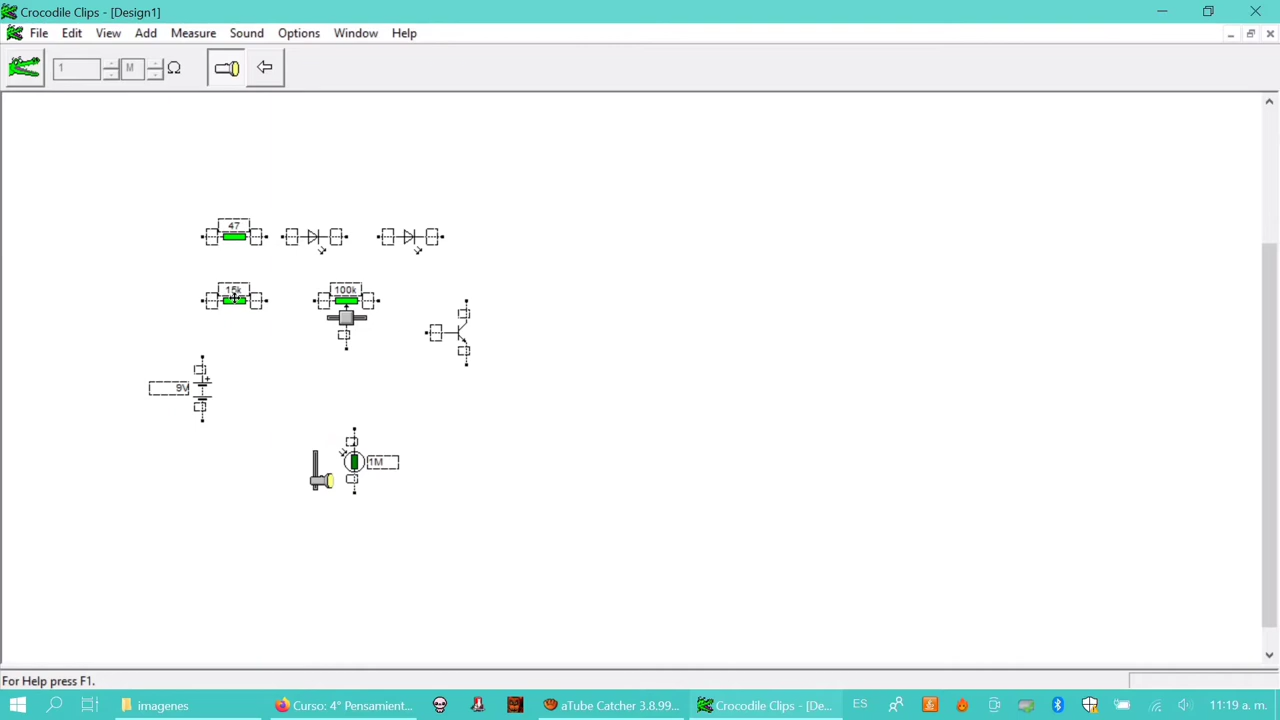 Crocodile Clips - [Design1]
File Edit View Add Measure Sound Options Window Help
1 M Ω
47
15k 100k
9V
1M
For Help press F1.
imagenes Curso: 4° Pensamient... aTube Catcher 3.8.99... Crocodile Clips - [De... ES 11:19 a. m.